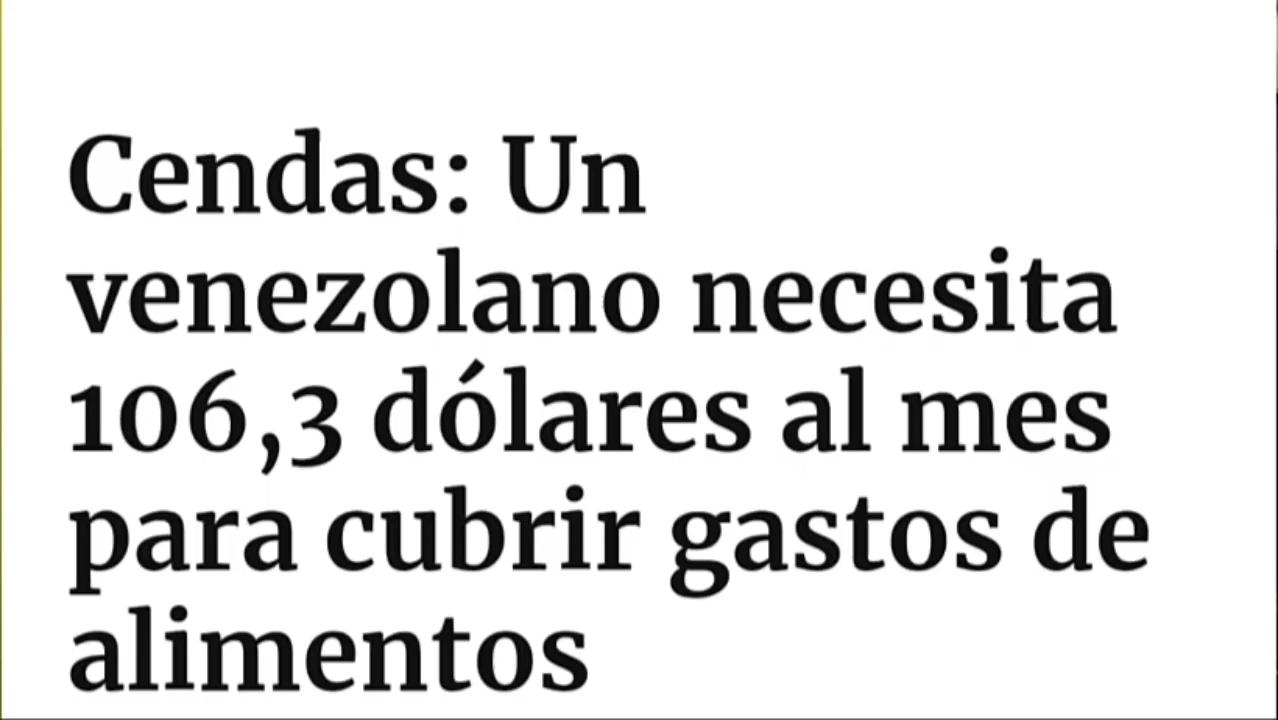 Cendas: Un
venezolano necesita
106,3 dólares al mes
para cubrir gastos de
alimentos